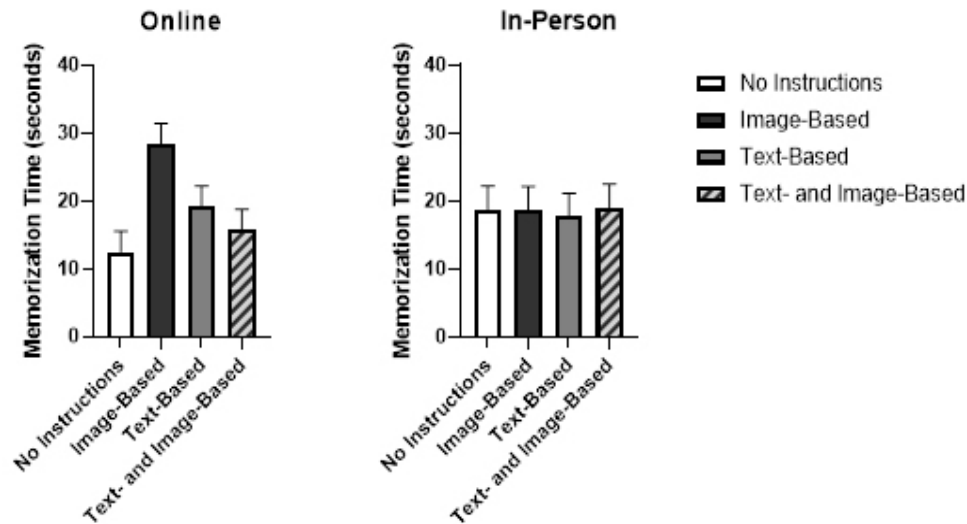 Online
Memorization Time (seconds)
40
30
20
10
0
No Instructions
Image-Based
Text-Based
Text- and Image-Based
In-Person
Memorization Time (seconds)
40
30
20
10
0
No Instructions
Image-Based
Text-Based
Text- and Image-Based
No Instructions
Image-Based
Text-Based
Text- and Image-Based